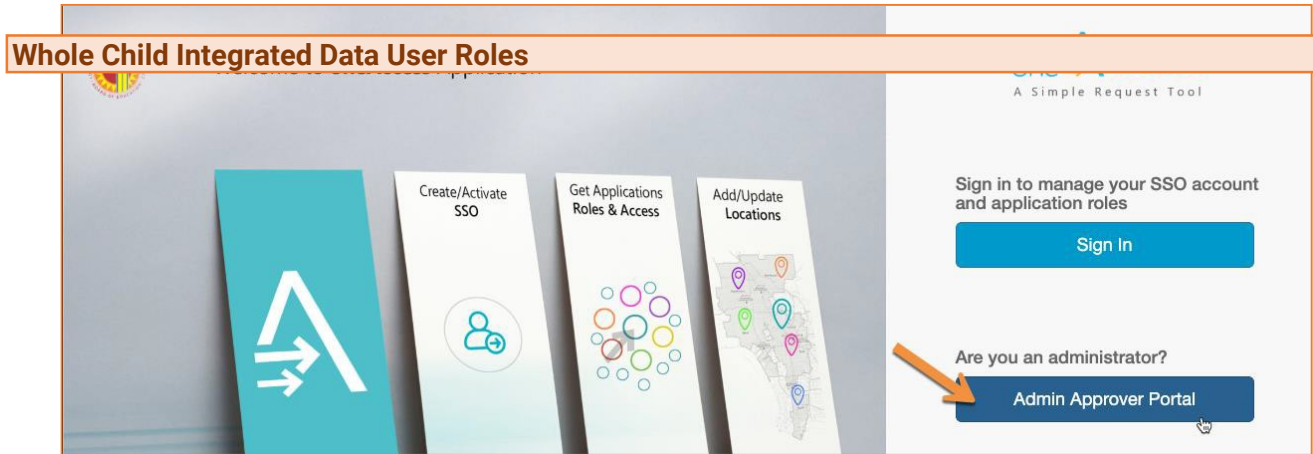 Whole Child Integrated Data User Roles
A Simple Request Tool
Create/Activate
SSO
Get Applications
Roles & Access
Add/Update
Locations
Sign in to manage your SSO account
and application roles
Sign In
Are you an administrator?
Admin Approver Portal